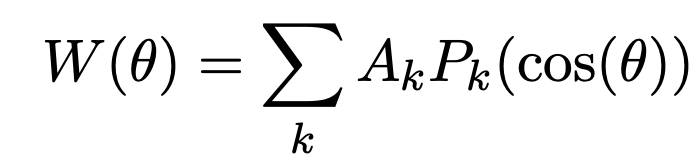 W(θ) = ∑_k A_k P_k(cos(θ))